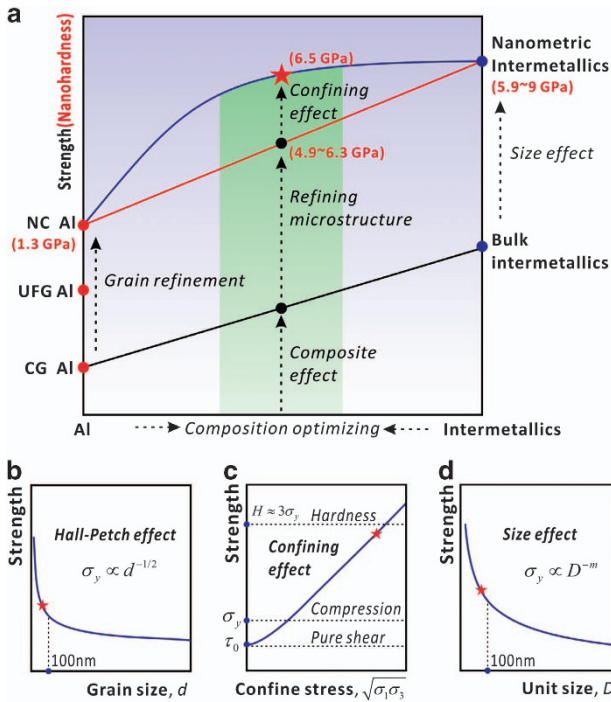 a
Strength(Nanohardness)
NC Al
(1.3 GPa)
UFG Al
CG Al
Grain refinement
(6.5 GPa)
Confining
effect
(4.9~6.3 GPa)
Refining
microstructure
Composite
effect
Nanometric
Intermetallics
(5.9~9 GPa)
Size effect
Bulk
intermetallics
Al
Composition optimizing
Intermetallics
b
Strength
Hall-Petch effect
σy ∝ d^-1/2
100nm
Grain size, d
c
Strength
H ≈ 3σy
Hardness
Confining
effect
σy
Compression
τ0
Pure shear
Confine stress, √σ1σ3
d
Strength
Size effect
σy ∝ D^-m
100nm
Unit size, D